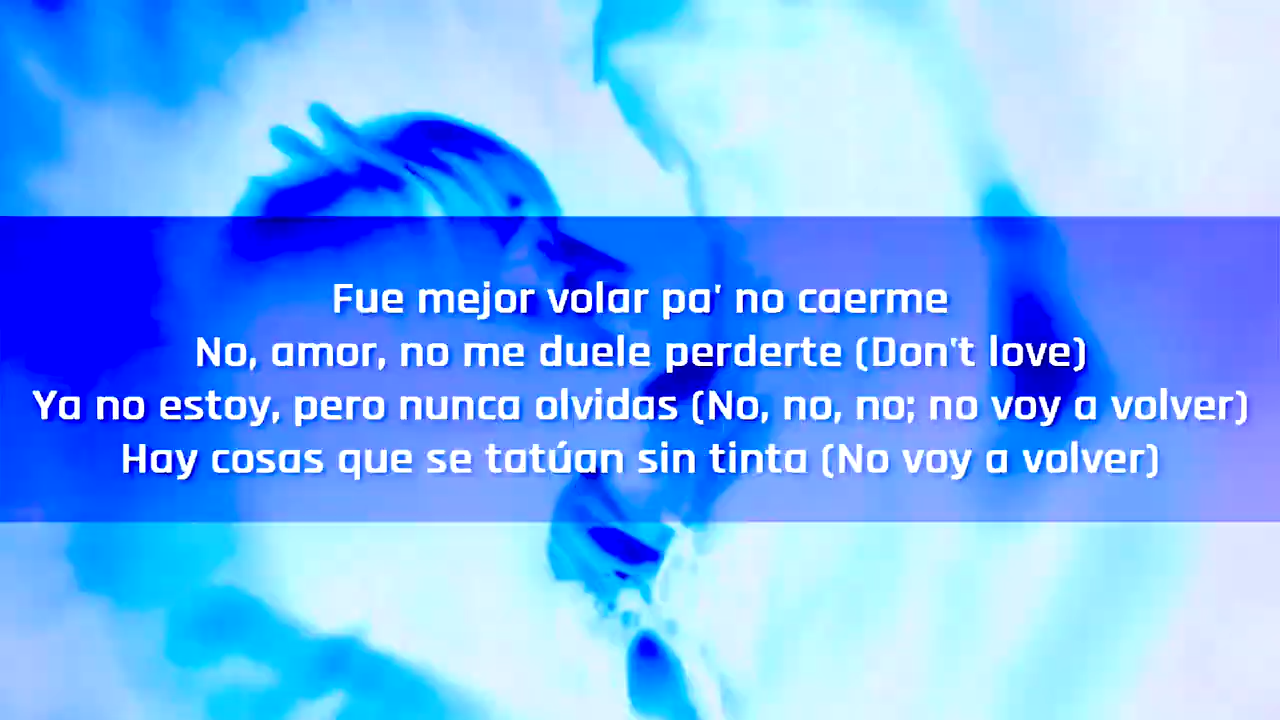 Fue mejor volar pa' no caerme
No, amor, no me duele perderte (Don't love)
Ya no estoy, pero nunca olvidas (No, no, no; no voy a volver)
Hay cosas que se tatúan sin tinta (No voy a volver)